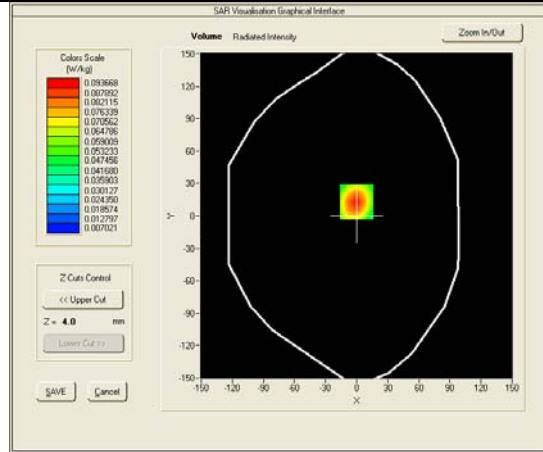 SAR Visualisation Graphical Interface
Volume Radiated Intensity
Zoom In/Out
Colors Scale
(W/kg)
0.093668
0.087892
0.082115
0.076339
0.070562
0.064786
0.059009
0.053233
0.047456
0.041680
0.035903
0.030127
0.024350
0.018574
0.012797
0.007021
Z Cuts Control
<< Upper Cut
Z = 4.0 mm
Lower Cut >>
SAVE
Cancel
150-
120-
90-
60-
30-
0-
-30-
-60-
-90-
-120-
-150-
Y
-150 -120 -90 -60 -30 0 30 60 90 120 150
X